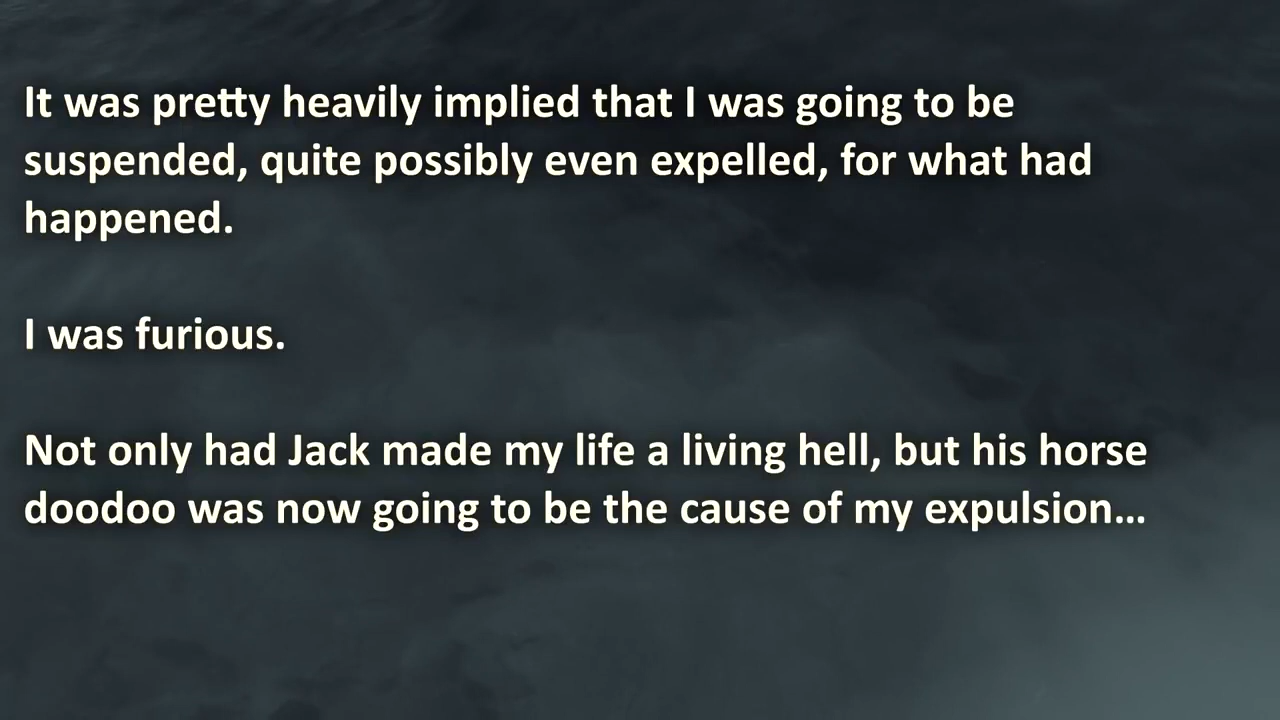 It was pretty heavily implied that I was going to be
suspended, quite possibly even expelled, for what had
happened.
I was furious.
Not only had Jack made my life a living hell, but his horse
doodoo was now going to be the cause of my expulsion…